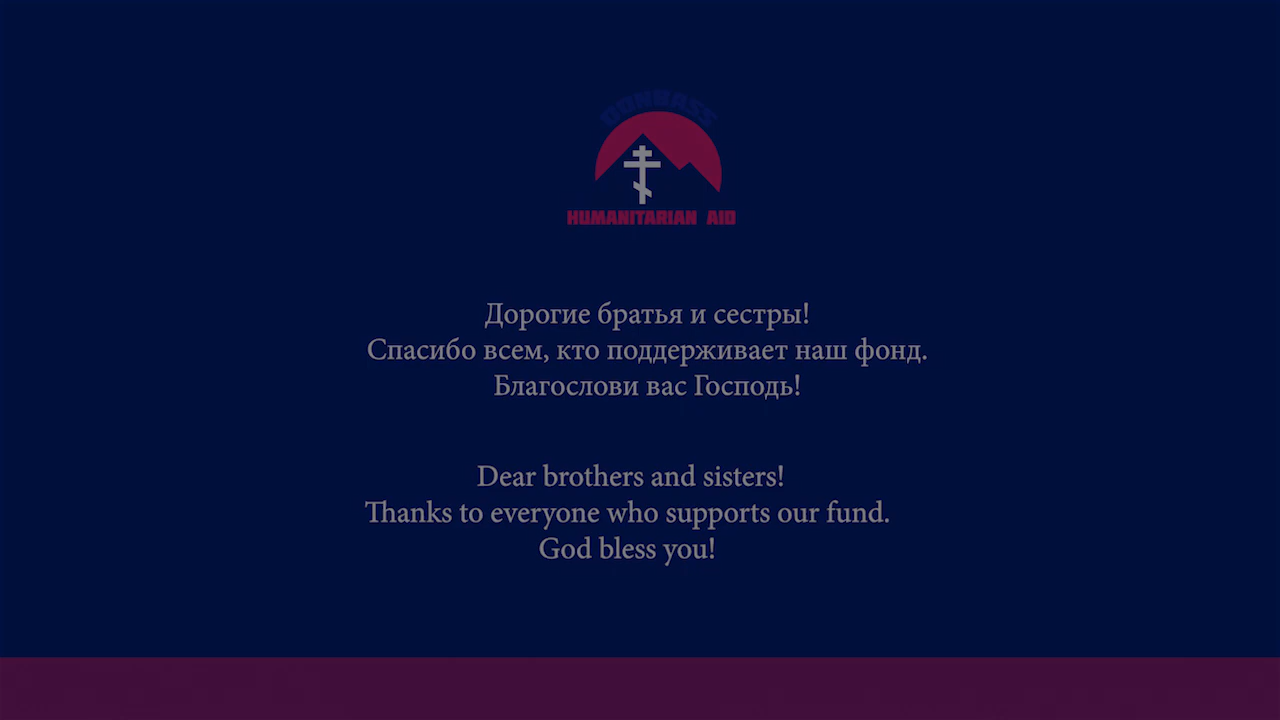 DONBASS
HUMANITARIAN AID
Дорогие братья и сестры!
Спасибо всем, кто поддерживает наш фонд.
Благослови вас Господь!
Dear brothers and sisters!
Thanks to everyone who supports our fund.
God bless you!